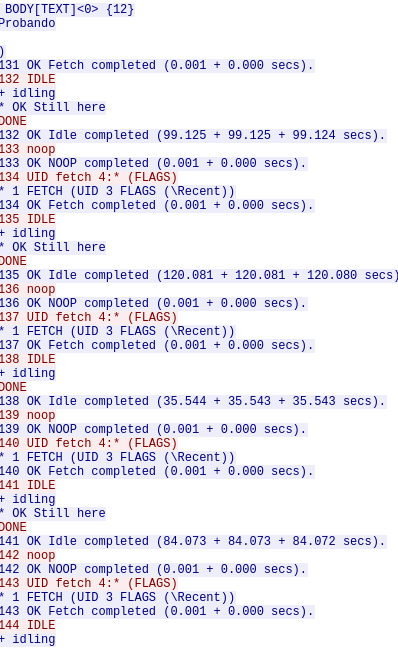 BODY[TEXT]<0> {12}
Probando
)
131 OK Fetch completed (0.001 + 0.000 secs).
132 IDLE
+ idling
* OK Still here
DONE
132 OK Idle completed (99.125 + 99.125 + 99.124 secs).
133 noop
133 OK NOOP completed (0.001 + 0.000 secs).
134 UID fetch 4:* (FLAGS)
* 1 FETCH (UID 3 FLAGS (\Recent))
134 OK Fetch completed (0.001 + 0.000 secs).
135 IDLE
+ idling
* OK Still here
DONE
135 OK Idle completed (120.081 + 120.081 + 120.080 secs)
136 noop
136 OK NOOP completed (0.001 + 0.000 secs).
137 UID fetch 4:* (FLAGS)
* 1 FETCH (UID 3 FLAGS (\Recent))
137 OK Fetch completed (0.001 + 0.000 secs).
138 IDLE
+ idling
DONE
138 OK Idle completed (35.544 + 35.543 + 35.543 secs).
139 noop
139 OK NOOP completed (0.001 + 0.000 secs).
140 UID fetch 4:* (FLAGS)
* 1 FETCH (UID 3 FLAGS (\Recent))
140 OK Fetch completed (0.001 + 0.000 secs).
141 IDLE
+ idling
* OK Still here
DONE
141 OK Idle completed (84.073 + 84.073 + 84.072 secs).
142 noop
142 OK NOOP completed (0.001 + 0.000 secs).
143 UID fetch 4:* (FLAGS)
* 1 FETCH (UID 3 FLAGS (\Recent))
143 OK Fetch completed (0.001 + 0.000 secs).
144 IDLE
+ idling